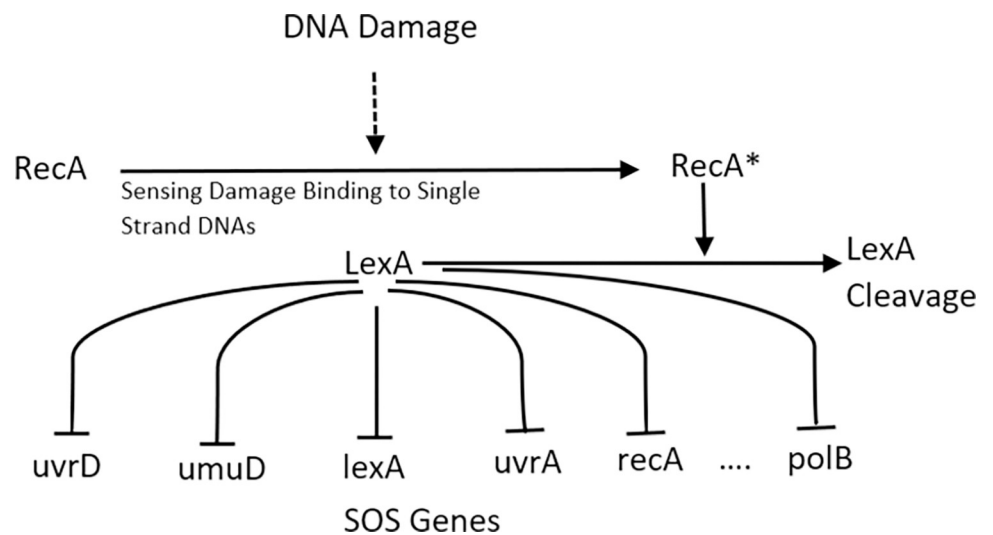 DNA Damage
RecA
RecA*
Sensing Damage Binding to Single
Strand DNAs
LexA
LexA
Cleavage
uvrD
umuD
lexA
uvrA
recA
....
polB
SOS Genes